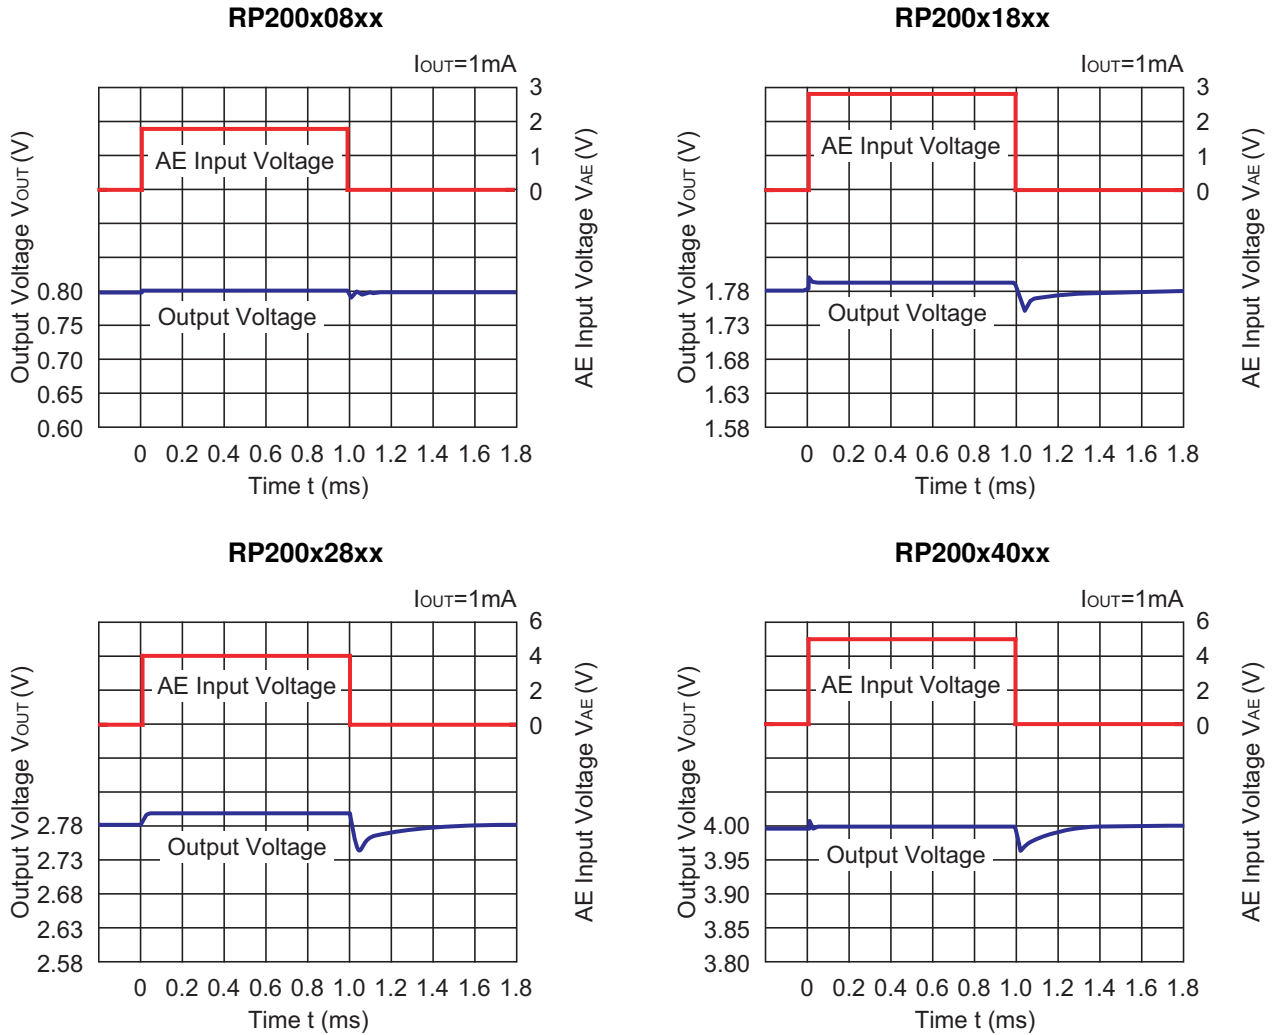 RP200x08xx
IOUT=1mA
Output Voltage VOUT (V)
0.80
0.75
0.70
0.65
0.60
3
2
1
0
AE Input Voltage VAE (V)
AE Input Voltage
Output Voltage
0 0.2 0.4 0.6 0.8 1.0 1.2 1.4 1.6 1.8
Time t (ms)
RP200x18xx
IOUT=1mA
Output Voltage VOUT (V)
1.78
1.73
1.68
1.63
1.58
3
2
1
0
AE Input Voltage VAE (V)
AE Input Voltage
Output Voltage
0 0.2 0.4 0.6 0.8 1.0 1.2 1.4 1.6 1.8
Time t (ms)
RP200x28xx
IOUT=1mA
Output Voltage VOUT (V)
2.78
2.73
2.68
2.63
2.58
6
4
2
0
AE Input Voltage VAE (V)
AE Input Voltage
Output Voltage
0 0.2 0.4 0.6 0.8 1.0 1.2 1.4 1.6 1.8
Time t (ms)
RP200x40xx
IOUT=1mA
Output Voltage VOUT (V)
4.00
3.95
3.90
3.85
3.80
6
4
2
0
AE Input Voltage VAE (V)
AE Input Voltage
Output Voltage
0 0.2 0.4 0.6 0.8 1.0 1.2 1.4 1.6 1.8
Time t (ms)